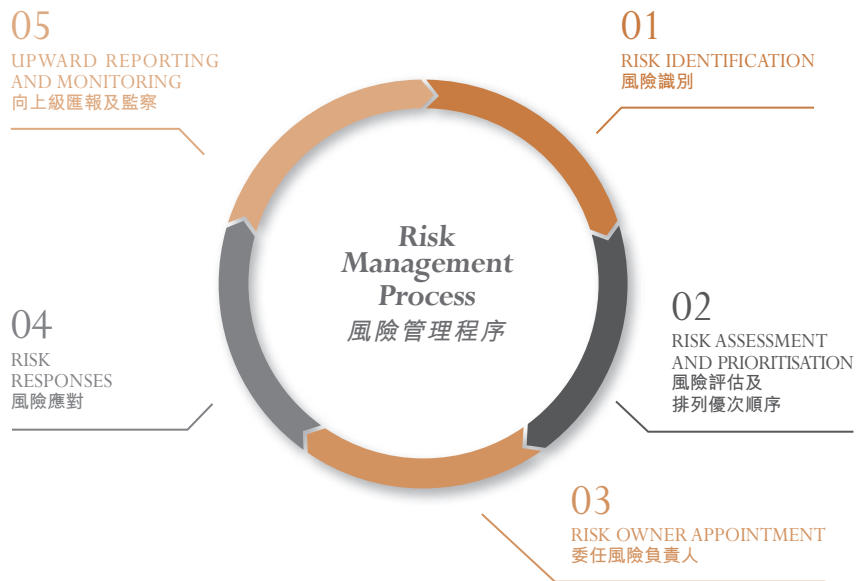 05
UPWARD REPORTING
AND MONITORING
向上級匯報及監察
01
RISK IDENTIFICATION
風險識別
Risk
Management
Process
風險管理程序
04
RISK
RESPONSES
風險應對
02
RISK ASSESSMENT
AND PRIORITISATION
風險評估及
排列優次順序
03
RISK OWNER APPOINTMENT
委任風險負責人